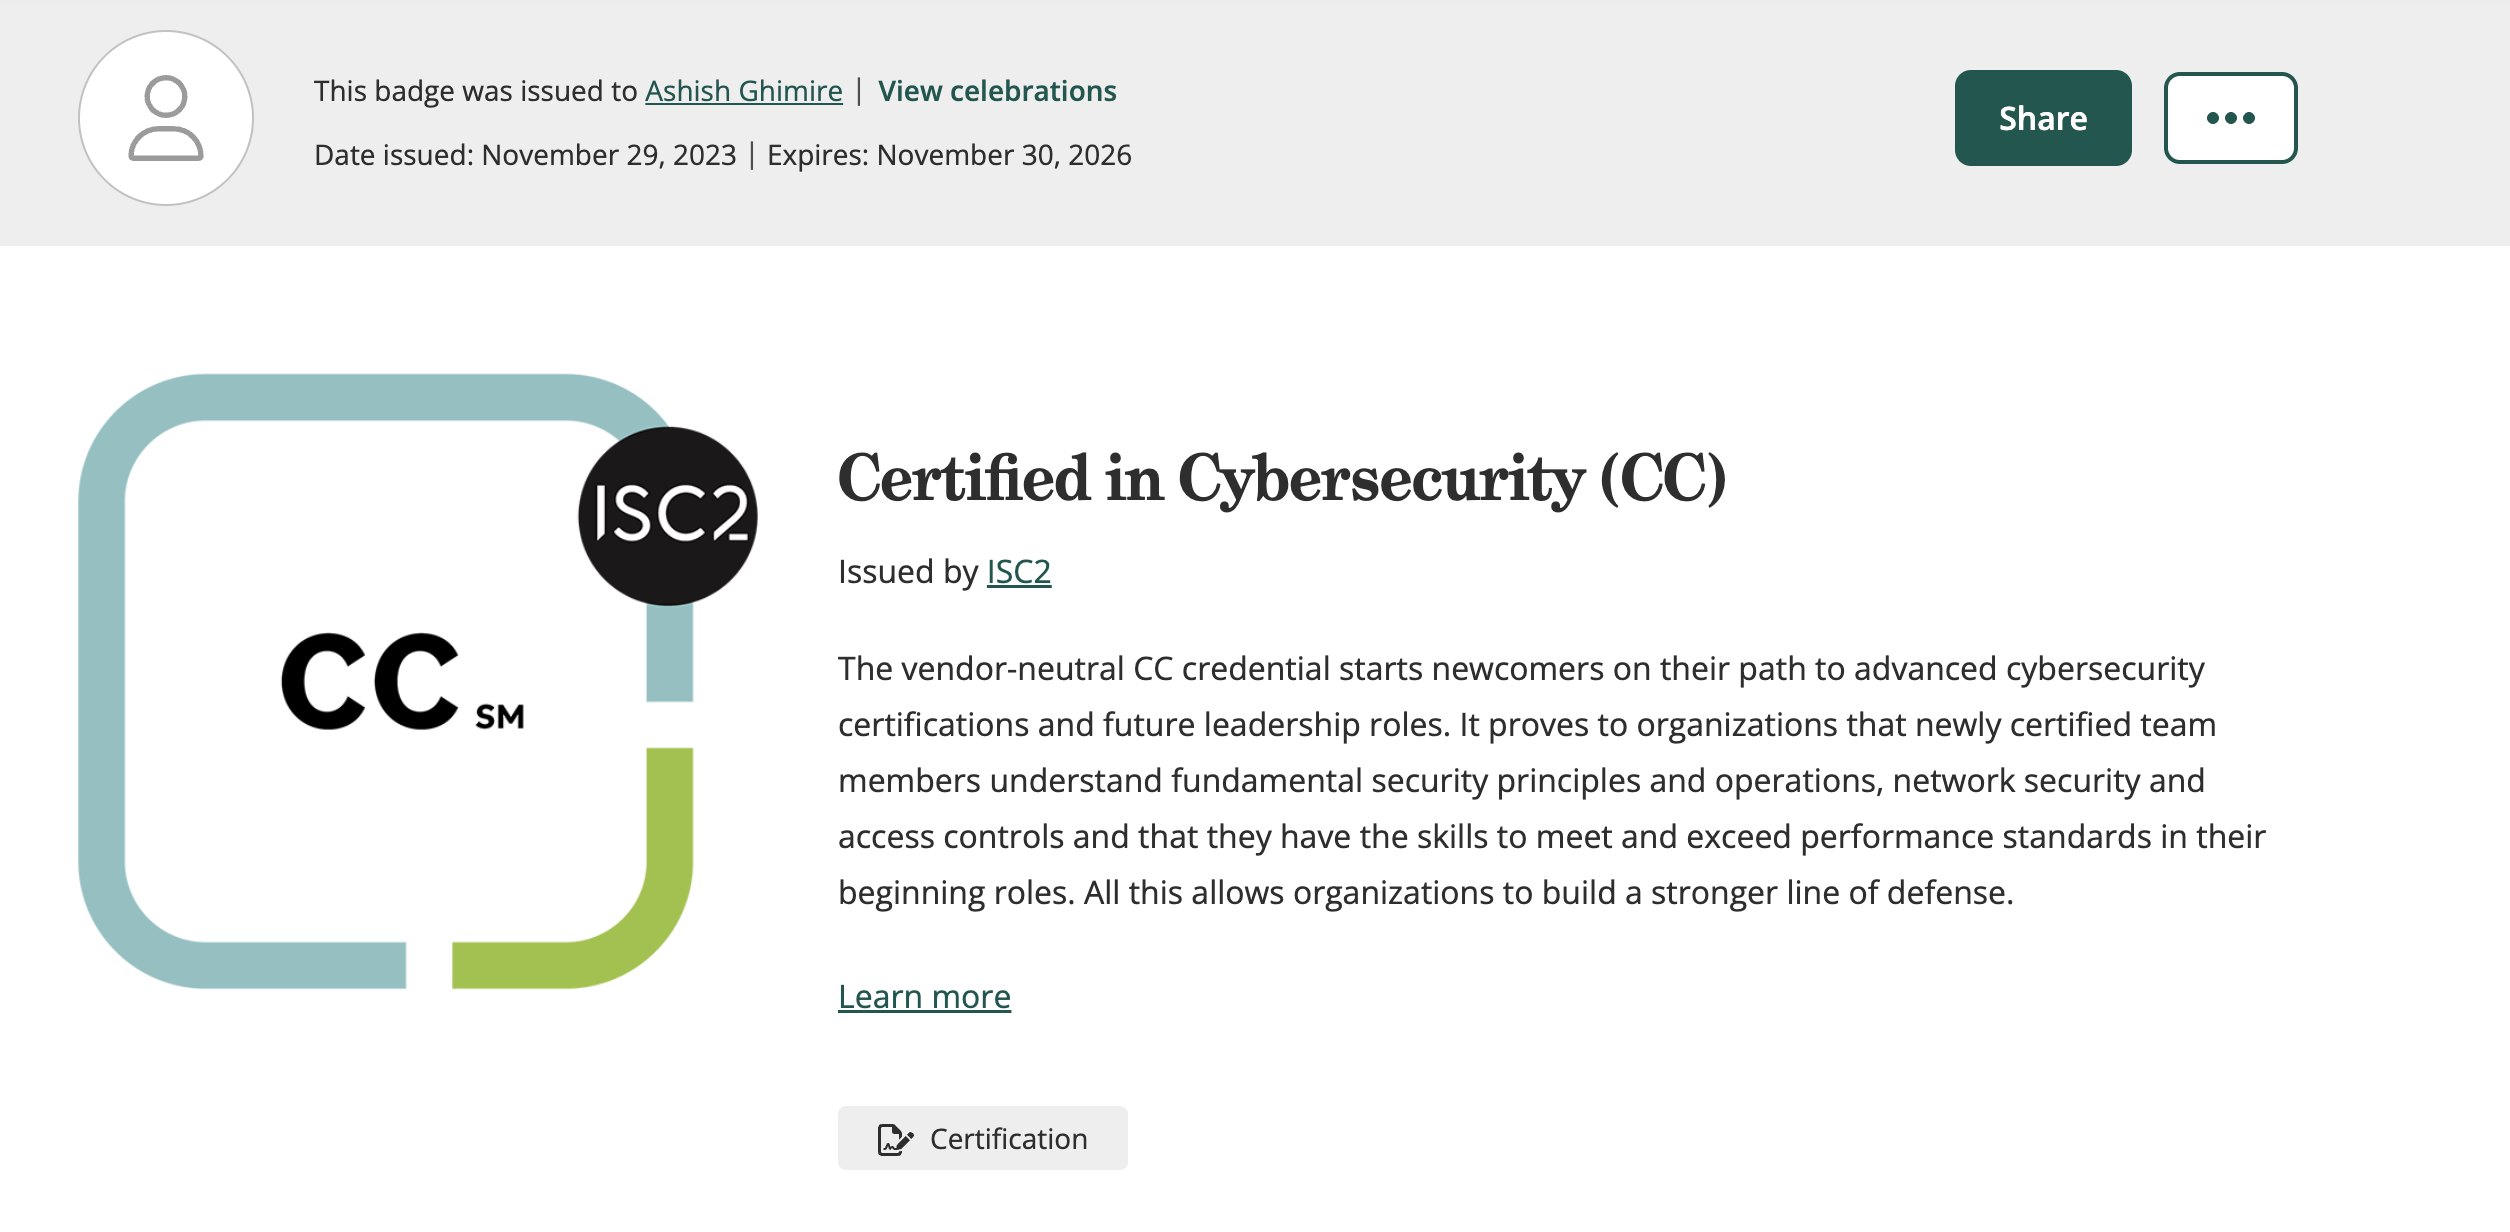 This badge was issued to Ashish Ghimire | View celebrations
Date issued: November 29, 2023 | Expires: November 30, 2026
Share
ISC2
CC SM
Certified in Cybersecurity (CC)
Issued by ISC2
The vendor-neutral CC credential starts newcomers on their path to advanced cybersecurity
certifications and future leadership roles. It proves to organizations that newly certified team
members understand fundamental security principles and operations, network security and
access controls and that they have the skills to meet and exceed performance standards in their
beginning roles. All this allows organizations to build a stronger line of defense.
Learn more
Certification